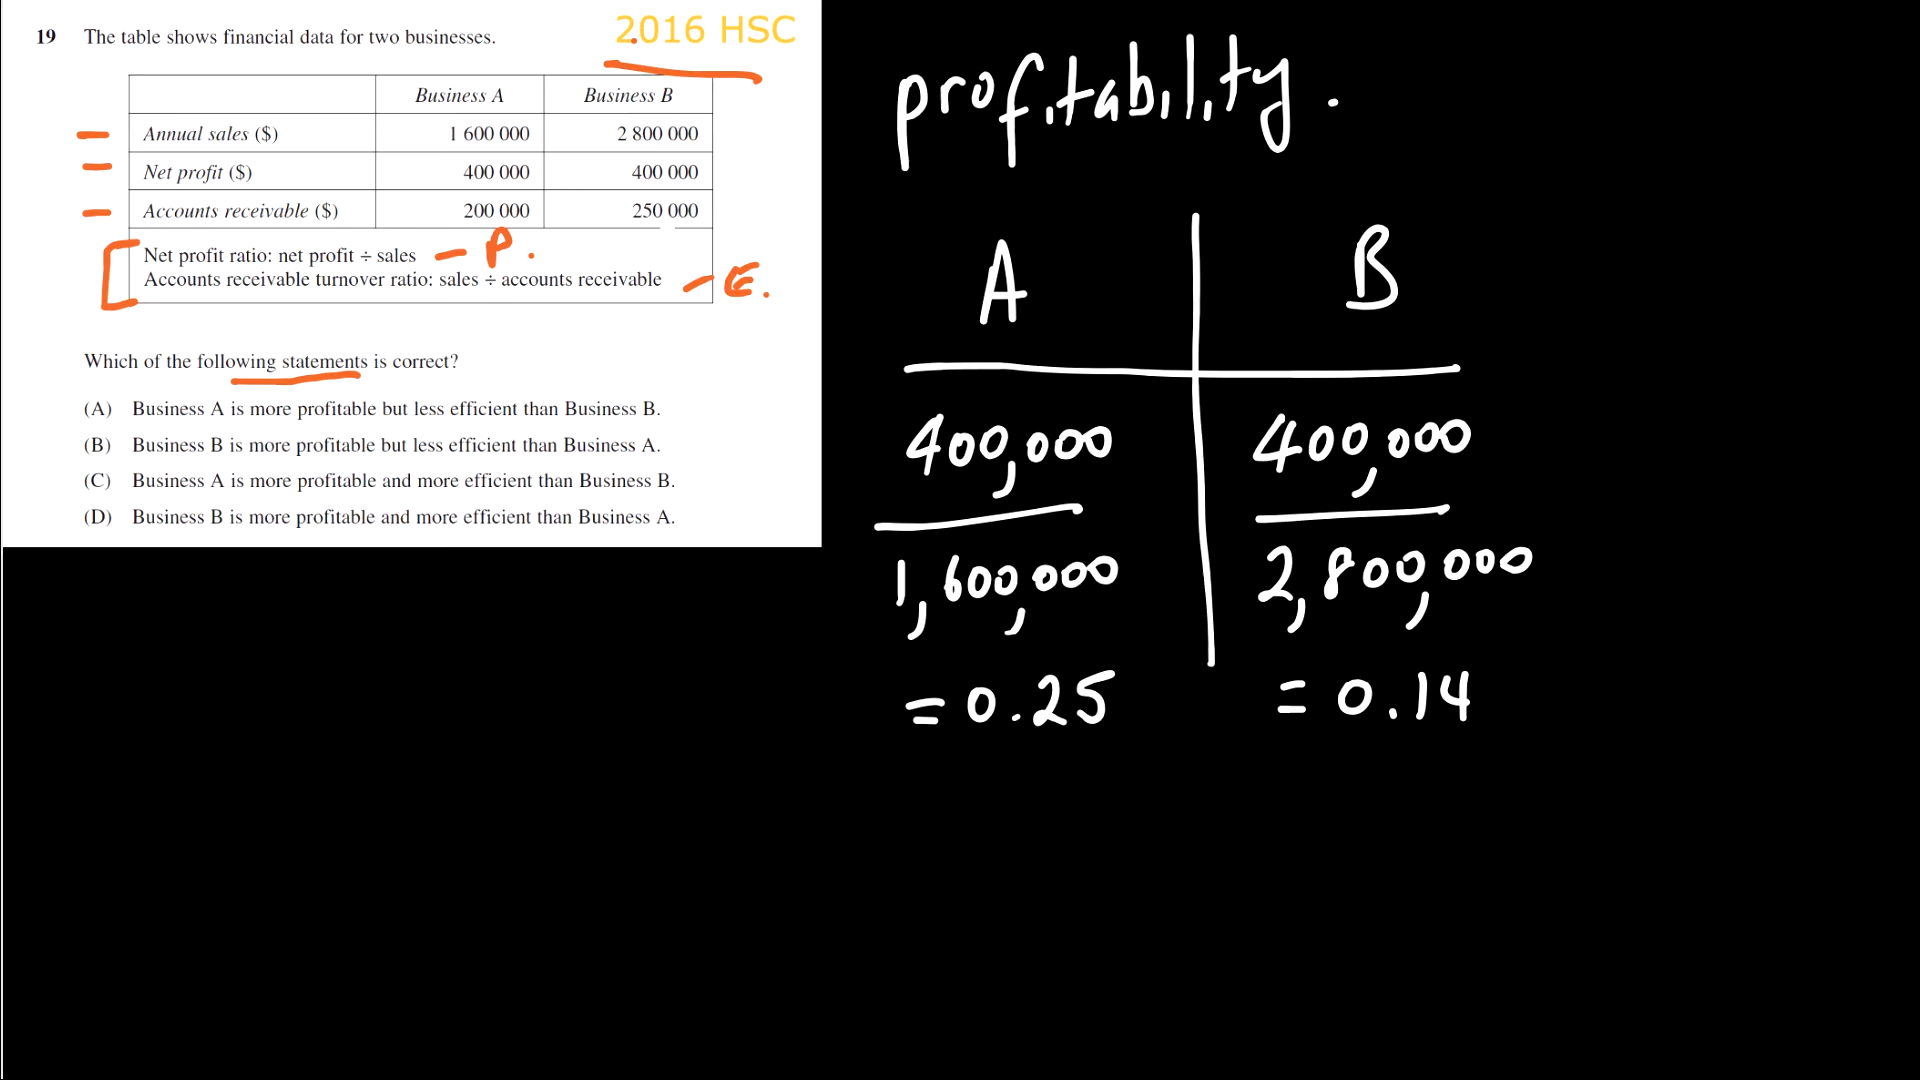 2016 HSC
19 The table shows financial data for two businesses.
Business A Business B
Annual sales ($) 1 600 000 2 800 000
Net profit ($) 400 000 400 000
Accounts receivable ($) 200 000 250 000
Net profit ratio: net profit ÷ sales - P.
Accounts receivable turnover ratio: sales ÷ accounts receivable - E.
Which of the following statements is correct?
(A) Business A is more profitable but less efficient than Business B.
(B) Business B is more profitable but less efficient than Business A.
(C) Business A is more profitable and more efficient than Business B.
(D) Business B is more profitable and more efficient than Business A.
profitability.
A B
400,000 400,000
1,600,000 2,800,000
= 0.25 = 0.14